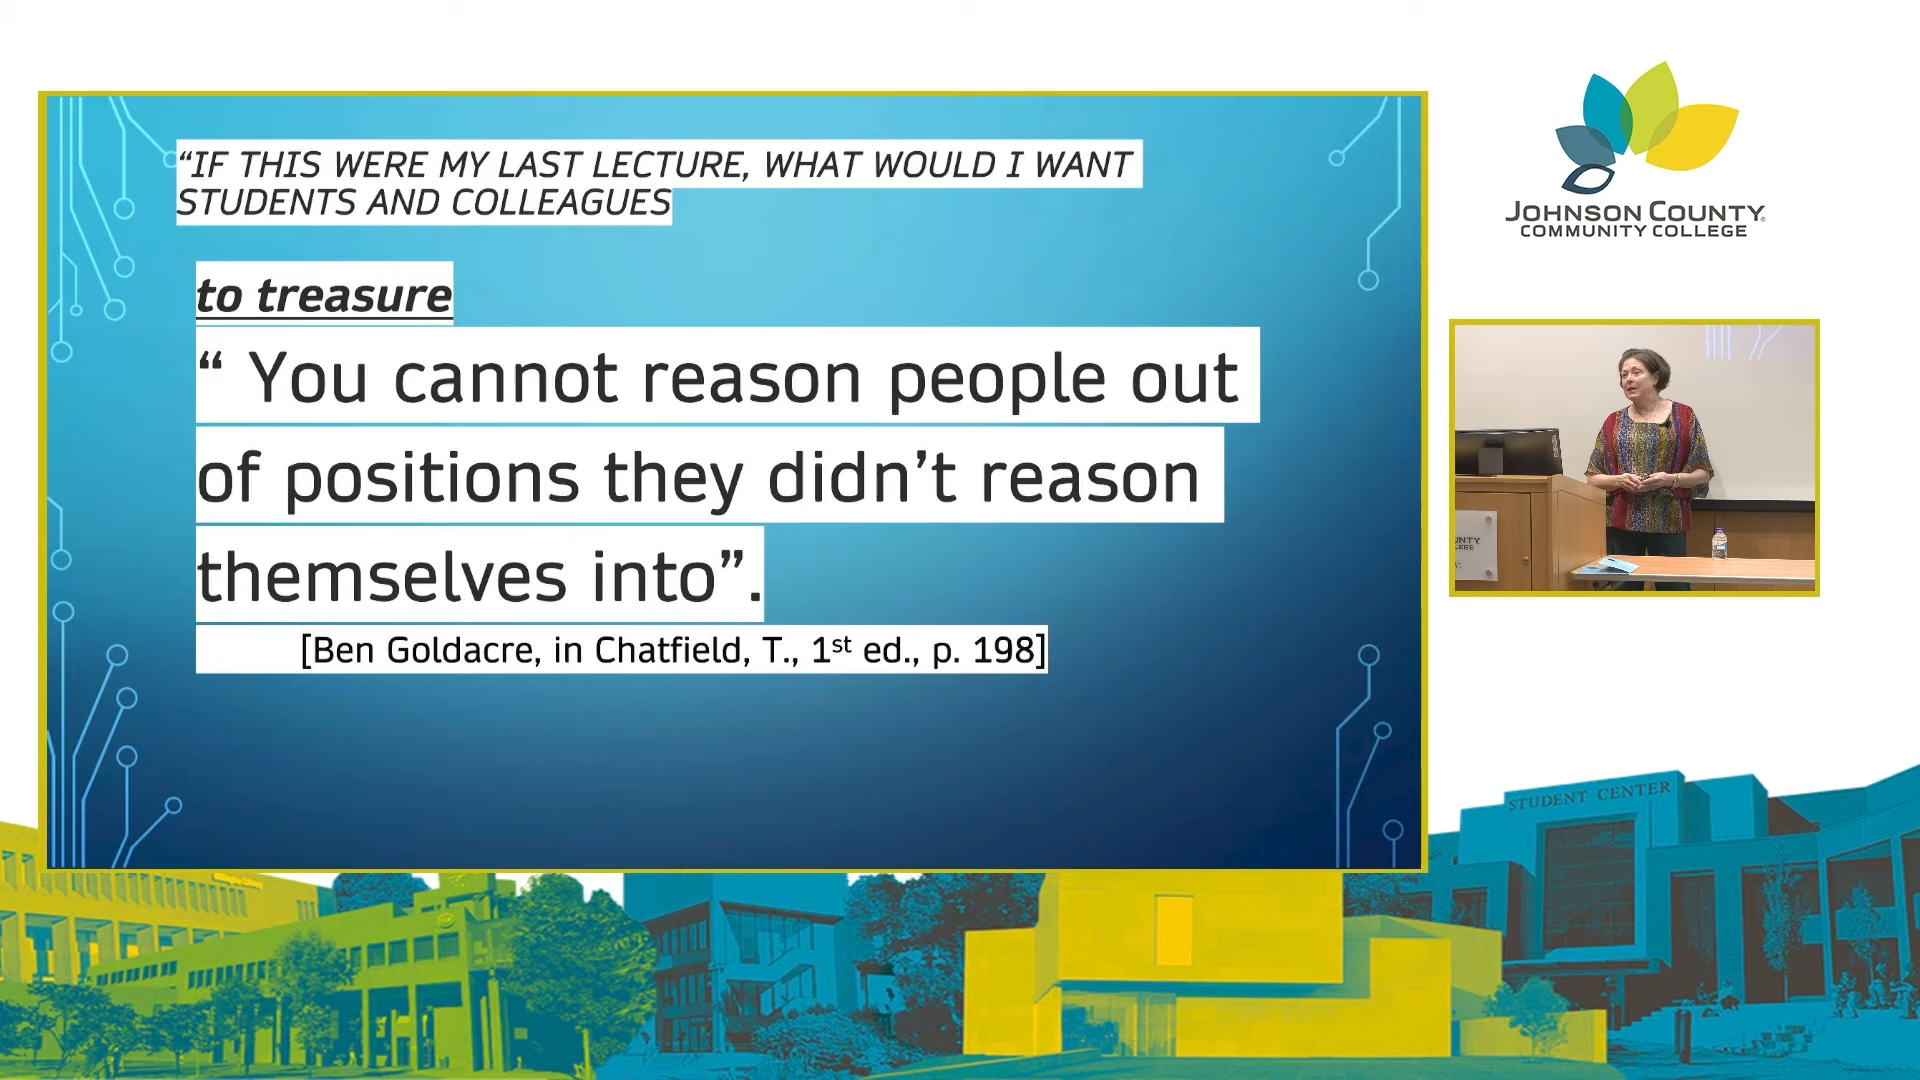 “IF THIS WERE MY LAST LECTURE, WHAT WOULD I WANT
STUDENTS AND COLLEAGUES
to treasure
“ You cannot reason people out
of positions they didn’t reason
themselves into”.
[Ben Goldacre, in Chatfield, T., 1st ed., p. 198]
JOHNSON COUNTY®
COMMUNITY COLLEGE
STUDENT CENTER